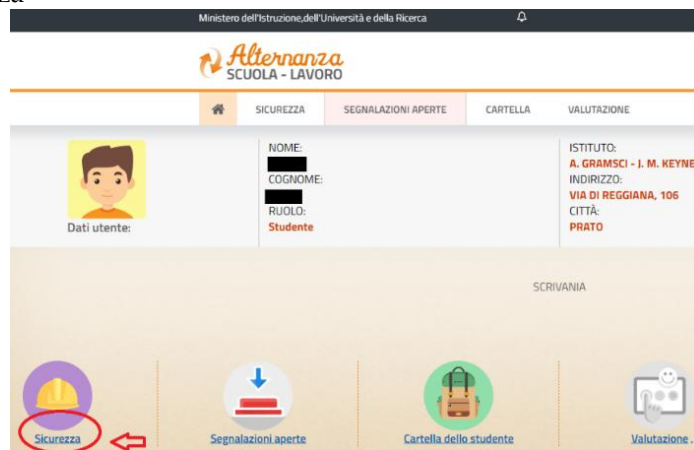 Ministero dell'Istruzione,dell'Università e della Ricerca
Alternanza
SCUOLA - LAVORO
SICUREZZA SEGNALAZIONI APERTE CARTELLA VALUTAZIONE
NOME:
COGNOME:
RUOLO:
Studente
Dati utente:
ISTITUTO:
A. GRAMSCI - J. M. KEYNE
INDIRIZZO:
VIA DI REGGIANA, 106
CITTÀ:
PRATO
SCRIVANIA
Sicurezza
Segnalazioni aperte
Cartella dello studente
Valutazione .